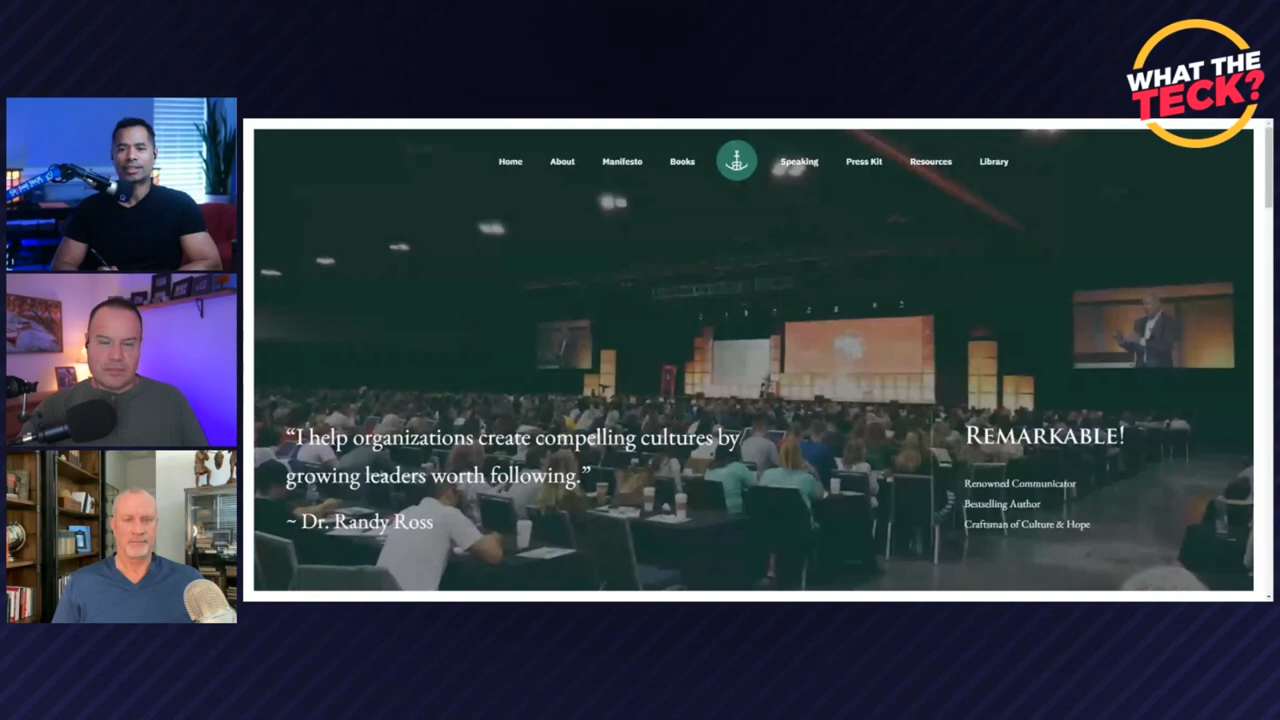 WHAT THE
TECK?
Home About Manifesto Books Speaking Press Kit Resources Library
“I help organizations create compelling cultures by
growing leaders worth following.”
~ Dr. Randy Ross
REMARKABLE!
Renowned Communicator
Bestselling Author
Craftsman of Culture & Hope